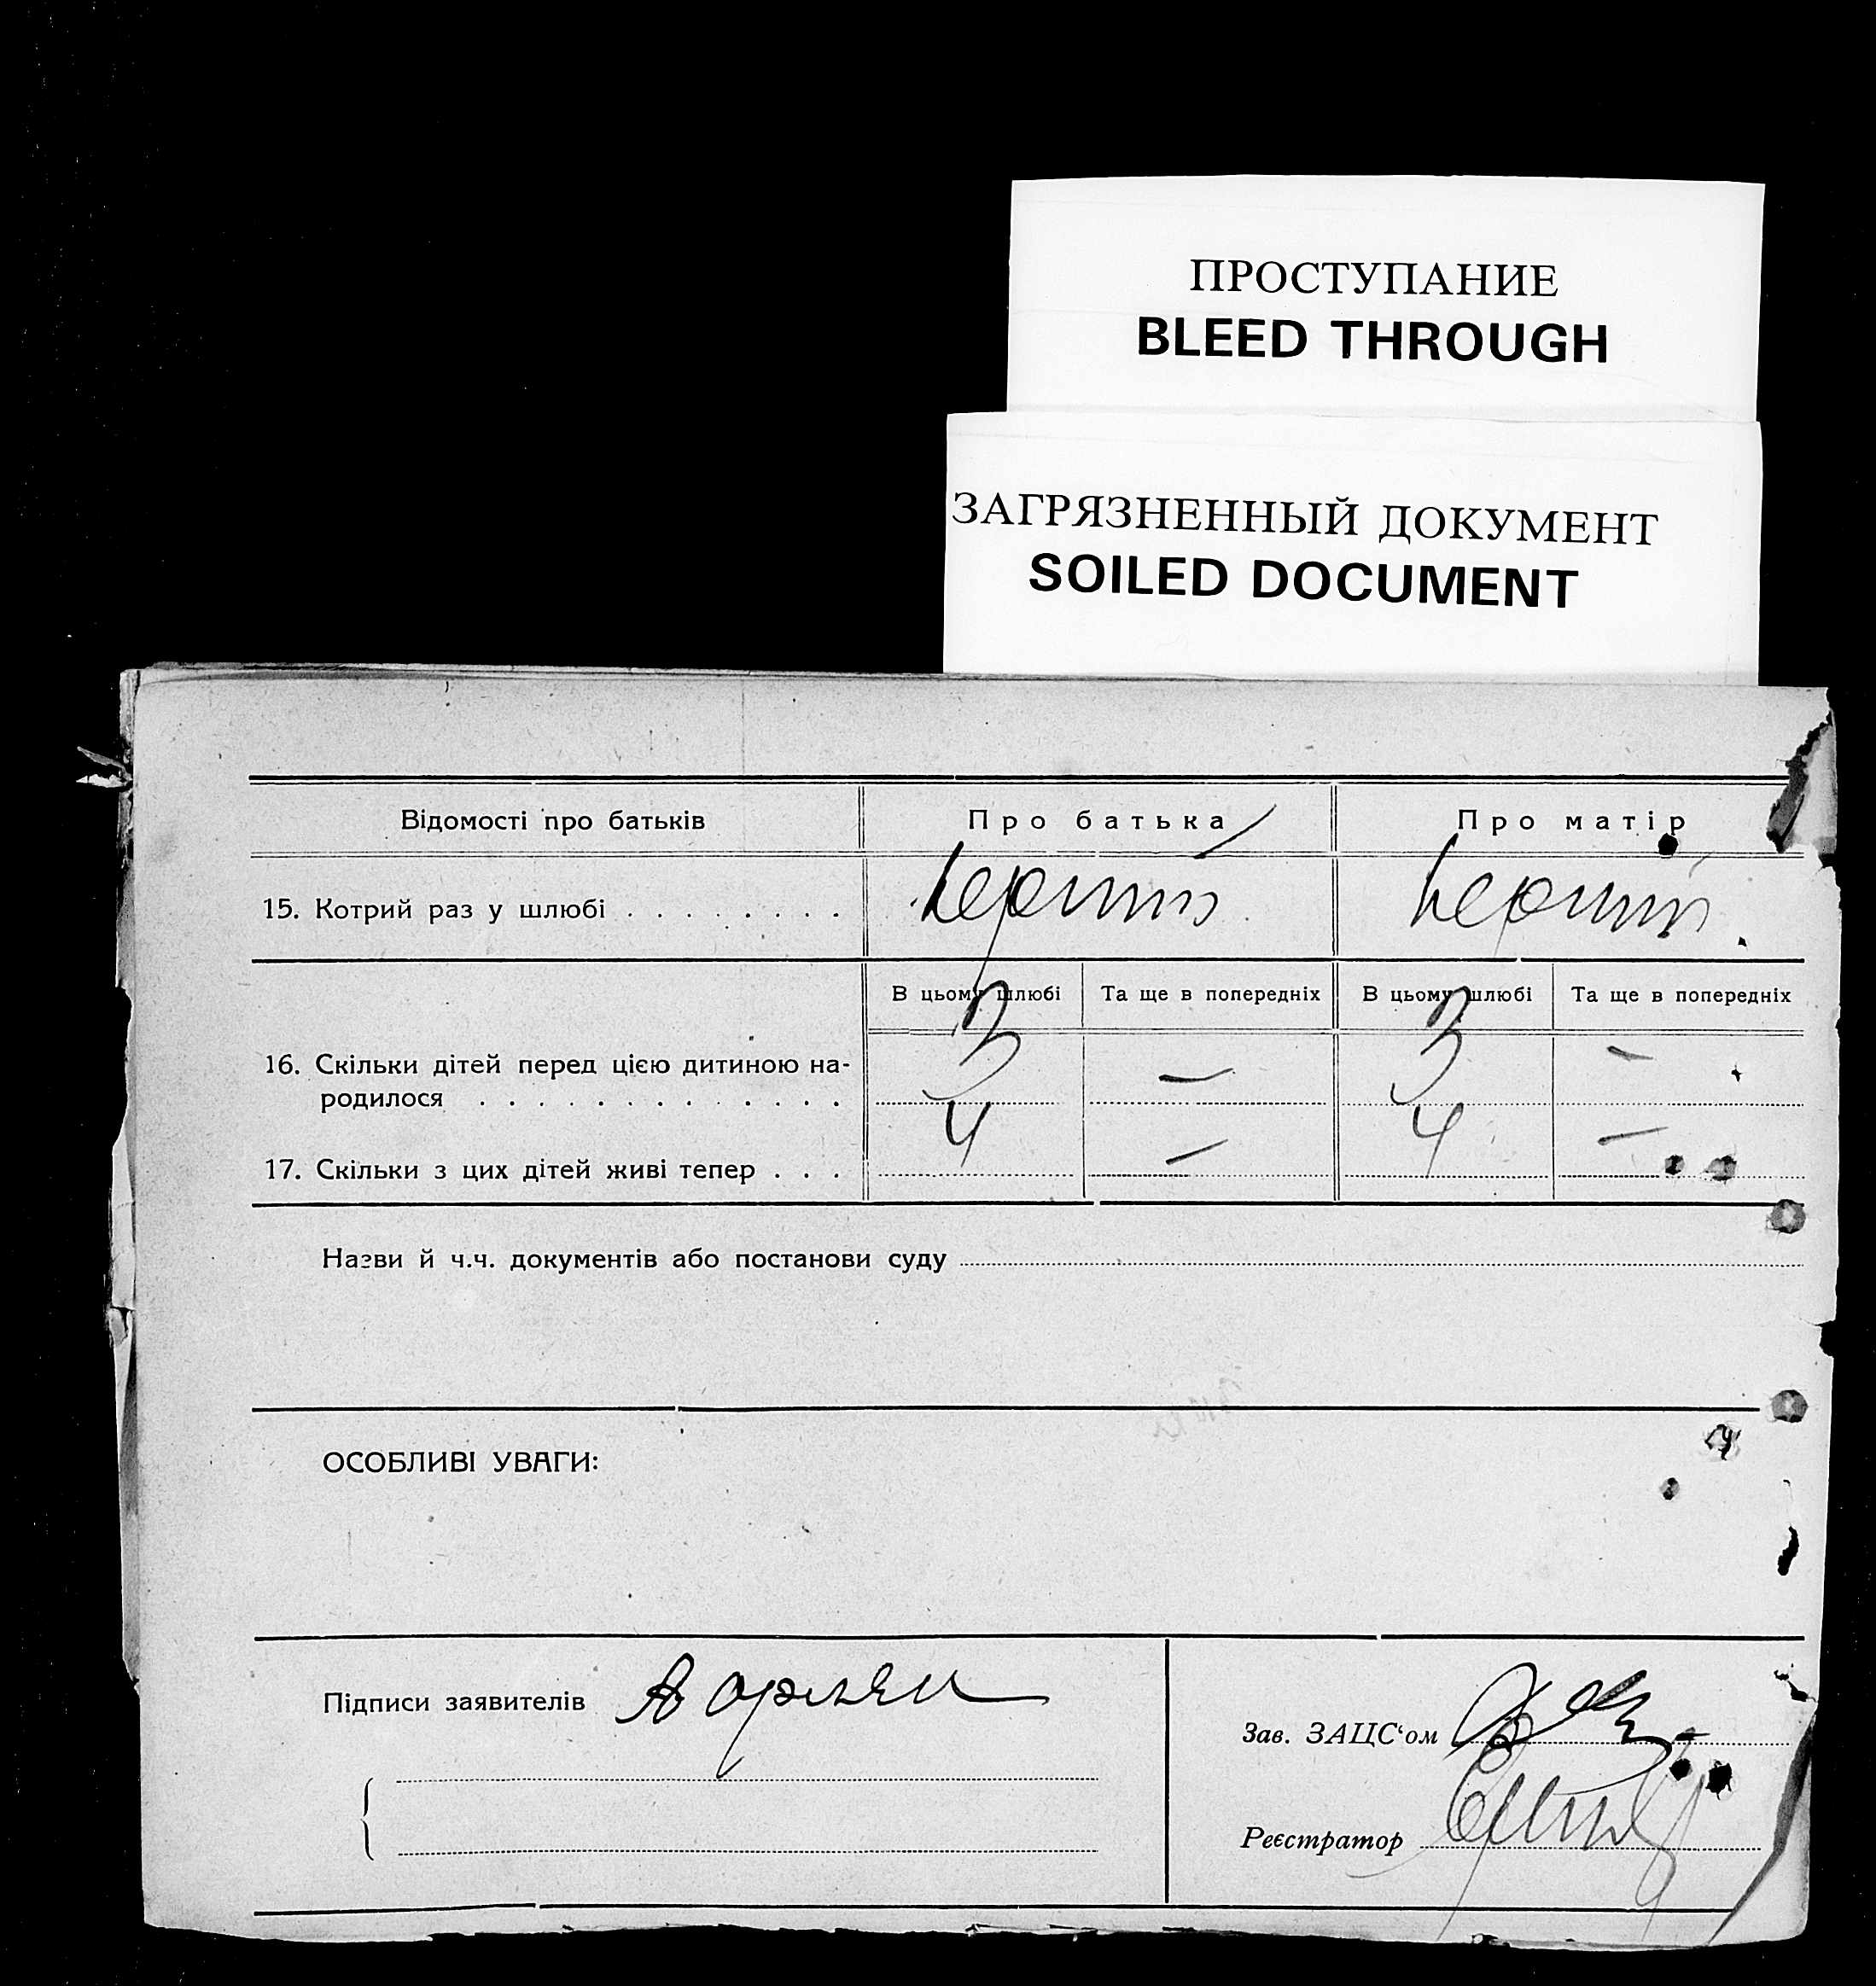 ПРОСТУПАНИЕ
BLEED THROUGH
ЗАГРЯЗНЕННЫЙ ДОКУМЕНТ
SOILED DOCUMENT
Відомості про батьків Про батька Про матір
15. Котрий раз у шлюбі . . . . . . . . перший перший
В цьому шлюбі Та ще в попередніх В цьому шлюбі Та ще в попередніх
16. Скільки дітей перед цією дитиною на- 3 — 3 —
родилося . . . . . . . . . . . . .
17. Скільки з цих дітей живі тепер . . . 4 — 4 —
Назви й ч.ч. документів або постанови суду
ОСОБЛИВІ УВАГИ:
Підписи заявителів
Зав. ЗАЦС‘ом
Реєстратор